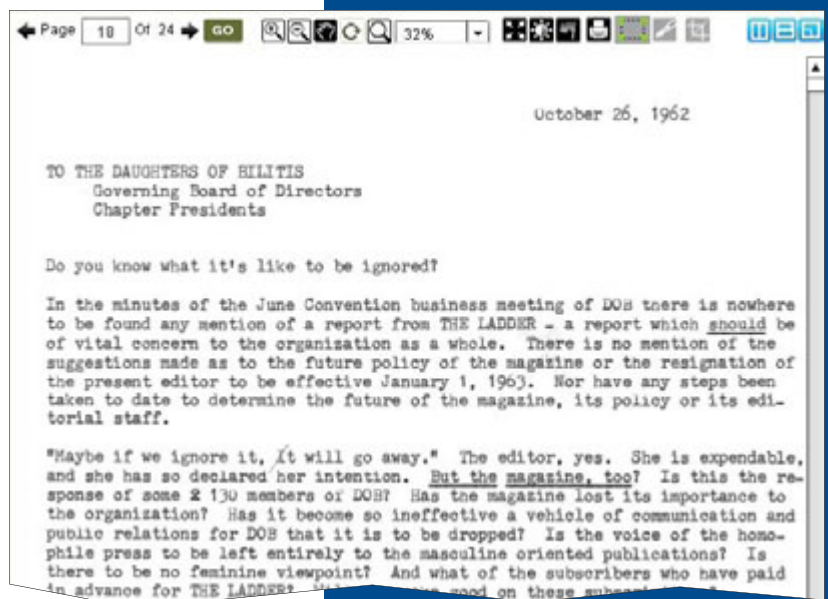 Page 18 Of 24 GO 32%
October 26, 1962
TO THE DAUGHTERS OF BILITIS
Governing Board of Directors
Chapter Presidents
Do you know what it's like to be ignored?
In the minutes of the June Convention business meeting of DOB there is nowhere
to be found any mention of a report from THE LADDER - a report which should be
of vital concern to the organization as a whole. There is no mention of the
suggestions made as to the future policy of the magazine or the resignation of
the present editor to be effective January 1, 1963. Nor have any steps been
taken to date to determine the future of the magazine, its policy or its edi-
torial staff.
"Maybe if we ignore it, It will go away." The editor, yes. She is expendable,
and she has so declared her intention. But the magazine, too? Is this the re-
sponse of some 2 130 members of DOB? Has the magazine lost its importance to
the organization? Has it become so ineffective a vehicle of communication and
public relations for DOB that it is to be dropped? Is the voice of the homo-
phile press to be left entirely to the masculine oriented publications? Is
there to be no feminine viewpoint? And what of the subscribers who have paid
in advance for THE LADDER? good on these